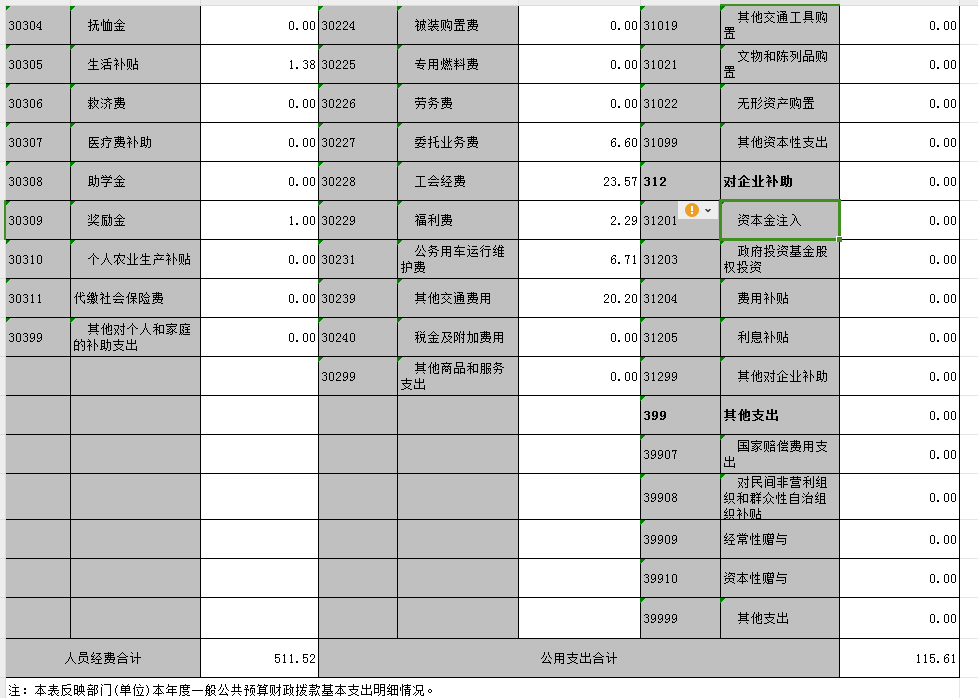 30304 抚恤金 0.00 30224 被装购置费 0.00 31019 其他交通工具购
置 0.00
30305 生活补贴 1.38 30225 专用燃料费 0.00 31021 文物和陈列品购
置 0.00
30306 救济费 0.00 30226 劳务费 0.00 31022 无形资产购置 0.00
30307 医疗费补助 0.00 30227 委托业务费 6.60 31099 其他资本性支出 0.00
30308 助学金 0.00 30228 工会经费 23.57 312 对企业补助 0.00
30309 奖励金 1.00 30229 福利费 2.29 31201 资本金注入 0.00
30310 个人农业生产补贴 0.00 30231 公务用车运行维
护费 6.71 31203 政府投资基金股
权投资 0.00
30311 代缴社会保险费 0.00 30239 其他交通费用 20.20 31204 费用补贴 0.00
30399 其他对个人和家庭
的补助支出 0.00 30240 税金及附加费用 0.00 31205 利息补贴 0.00
30299 其他商品和服务
支出 0.00 31299 其他对企业补助 0.00
399 其他支出 0.00
39907 国家赔偿费用支
出 0.00
39908 对民间非营利组
织和群众性自治组
织补贴 0.00
39909 经常性赠与 0.00
39910 资本性赠与 0.00
39999 其他支出 0.00
人员经费合计 511.52 公用支出合计 115.61
注：本表反映部门(单位)本年度一般公共预算财政拨款基本支出明细情况。